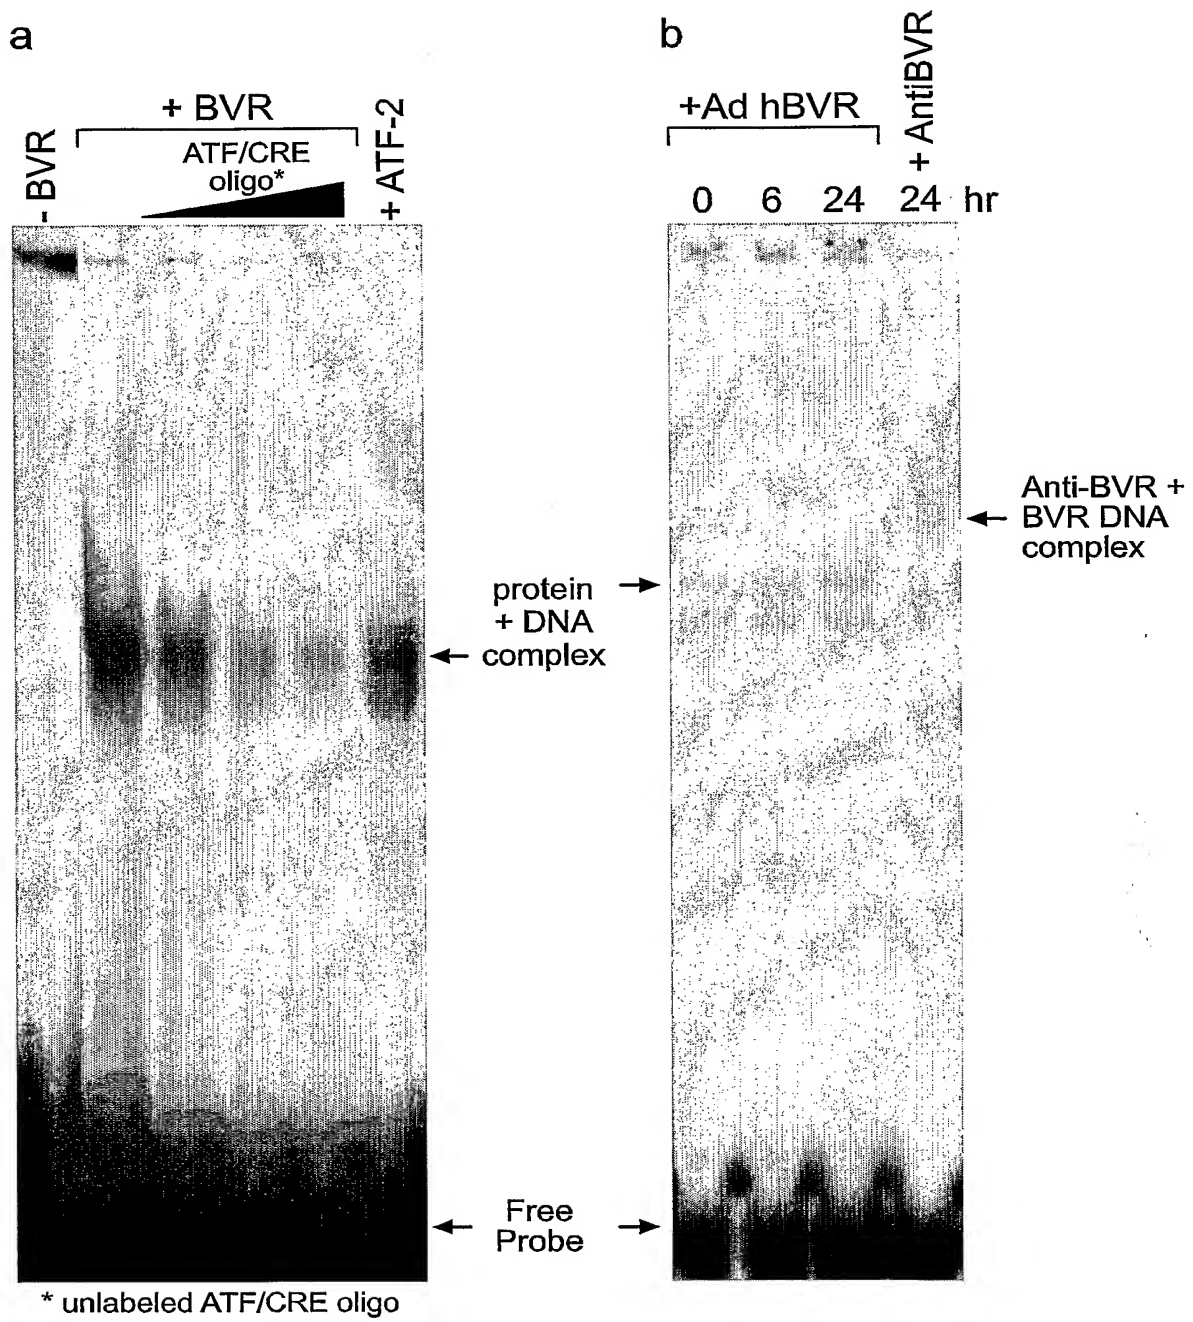 a
+ BVR
ATF/CRE
oligo*
- BVR
+ ATF-2
b
+Ad hBVR
+ AntiBVR
0 6 24 24 hr
protein
+ DNA
complex
Anti-BVR +
BVR DNA
complex
Free
Probe
* unlabeled ATF/CRE oligo